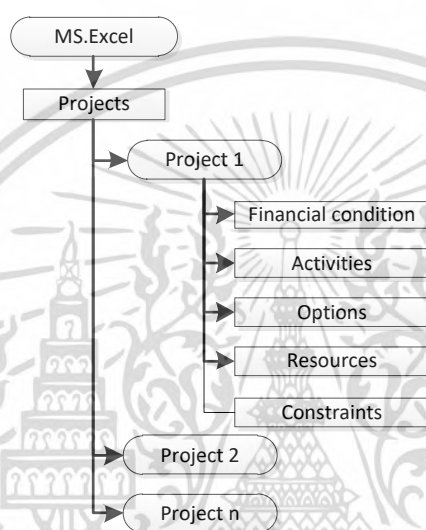 MS.Excel
Projects
Project 1
Financial condition
Activities
Options
Resources
Constraints
Project 2
Project n